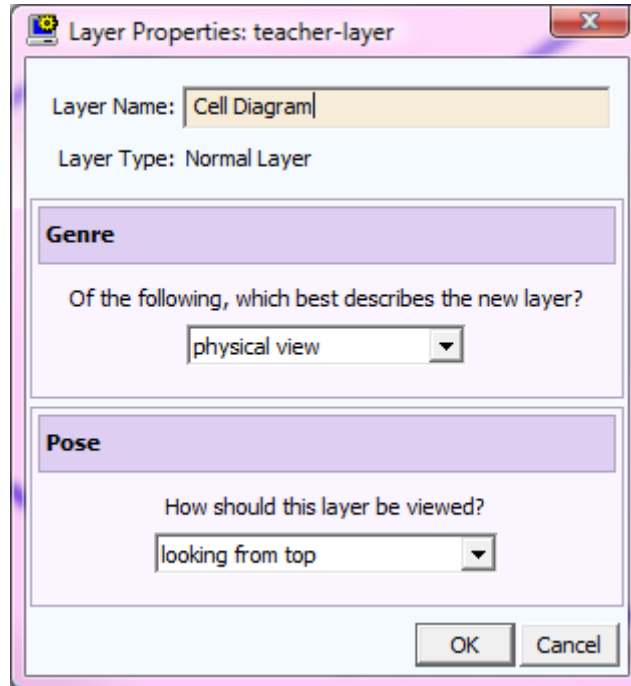 Layer Properties: teacher-layer
Layer Name: Cell Diagram
Layer Type: Normal Layer
Genre
Of the following, which best describes the new layer?
physical view
Pose
How should this layer be viewed?
looking from top
OK Cancel